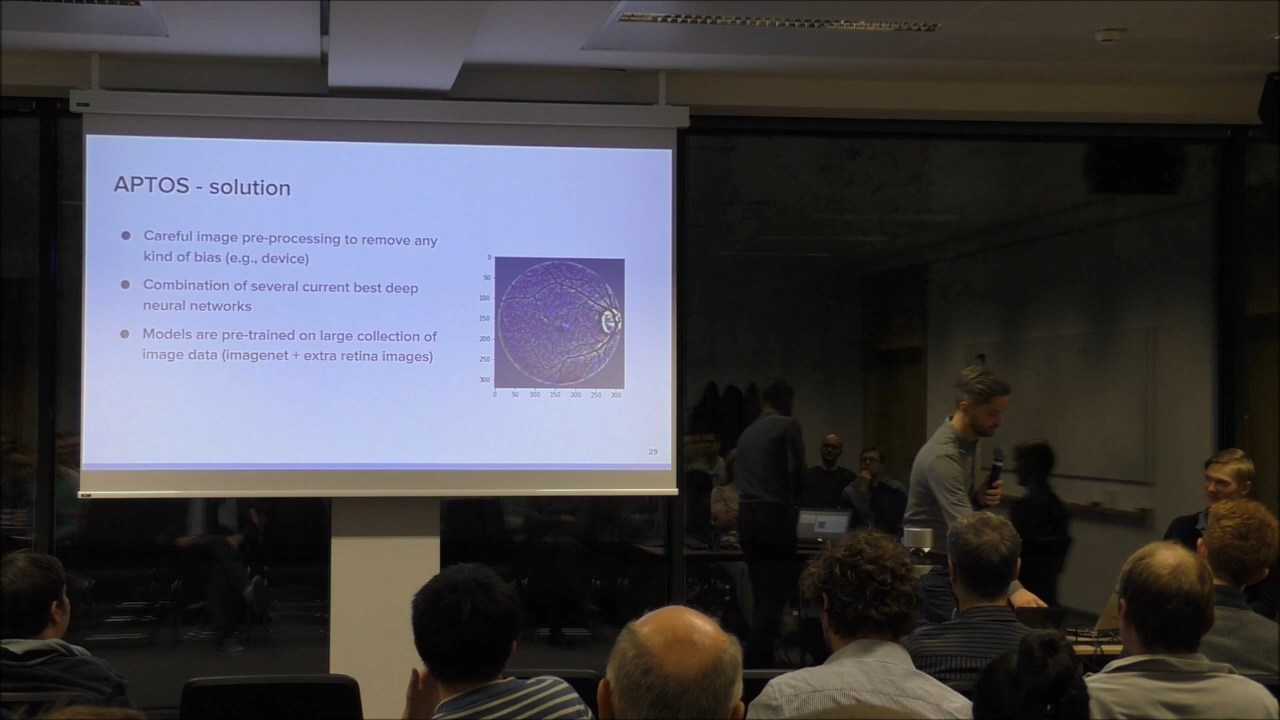 APTOS - solution
Careful image pre-processing to remove any
kind of bias (e.g., device)
Combination of several current best deep
neural networks
Models are pre-trained on large collection of
image data (imagenet + extra retina images)
0
50
100
150
200
250
300
0 50 100 150 200 250 300
29